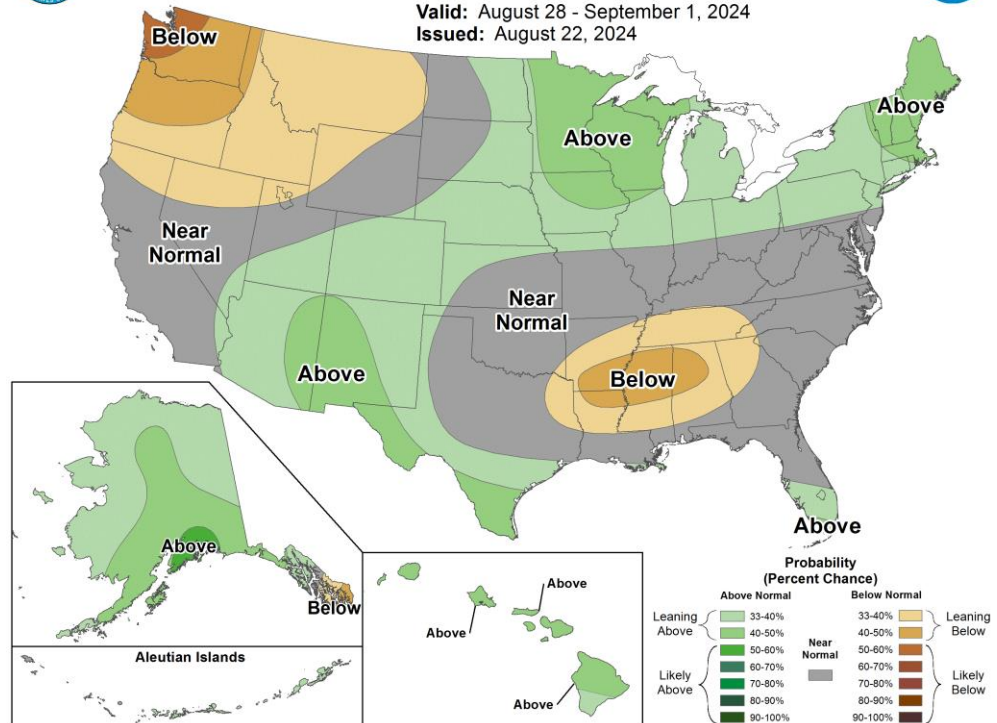 Valid: August 28 - September 1, 2024
Issued: August 22, 2024
Below
Above
Above
Near
Normal
Near
Normal
Above
Below
Above
Above
Below
Aleutian Islands
Above
Above
Above
Probability
(Percent Chance)
Above Normal
Below Normal
Leaning
Above
33-40%
40-50%
Likely
Above
50-60%
60-70%
70-80%
80-90%
90-100%
Near
Normal
33-40%
40-50%
Leaning
Below
50-60%
60-70%
70-80%
80-90%
90-100%
Likely
Below